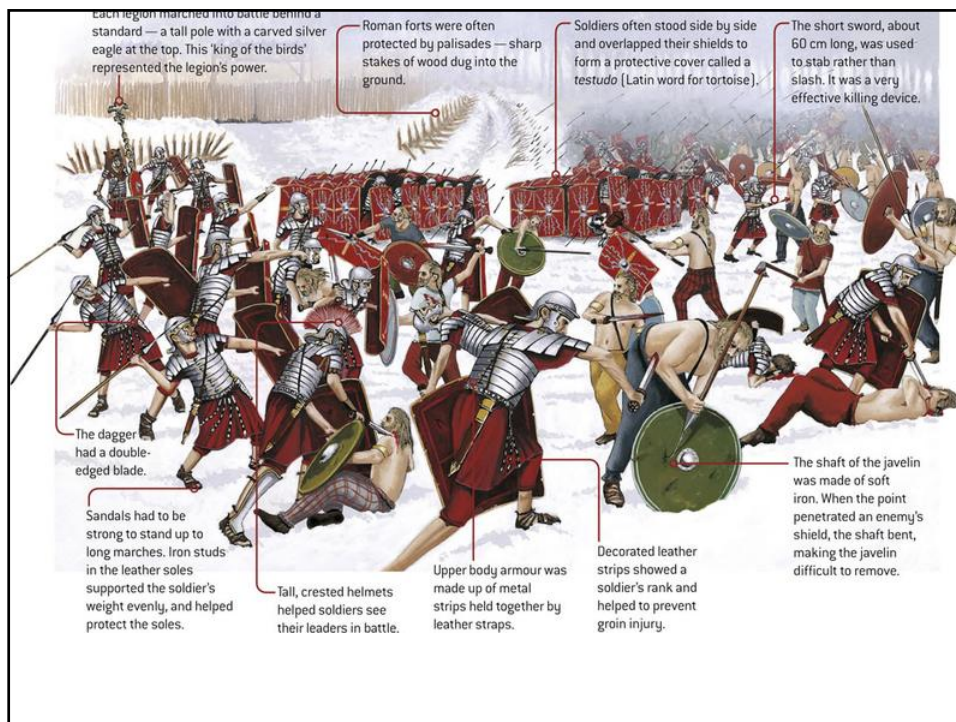 Each legion marched into battle behind a
standard — a tall pole with a carved silver
eagle at the top. This ‘king of the birds’
represented the legion’s power.
Roman forts were often
protected by palisades — sharp
stakes of wood dug into the
ground.
Soldiers often stood side by side
and overlapped their shields to
form a protective cover called a
testudo (Latin word for tortoise).
The short sword, about
60 cm long, was used
to stab rather than
slash. It was a very
effective killing device.
The dagger
had a double-
edged blade.
Sandals had to be
strong to stand up to
long marches. Iron studs
in the leather soles
supported the soldier’s
weight evenly, and helped
protect the soles.
Tall, crested helmets
helped soldiers see
their leaders in battle.
Upper body armour was
made up of metal
strips held together by
leather straps.
Decorated leather
strips showed a
soldier’s rank and
helped to prevent
groin injury.
The shaft of the javelin
was made of soft
iron. When the point
penetrated an enemy’s
shield, the shaft bent,
making the javelin
difficult to remove.